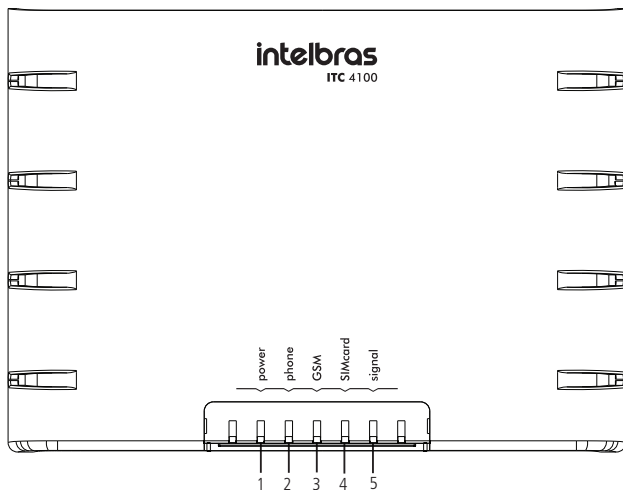 intelbras
ITC 4100
power
phone
GSM
SIMcard
signal
1 2 3 4 5